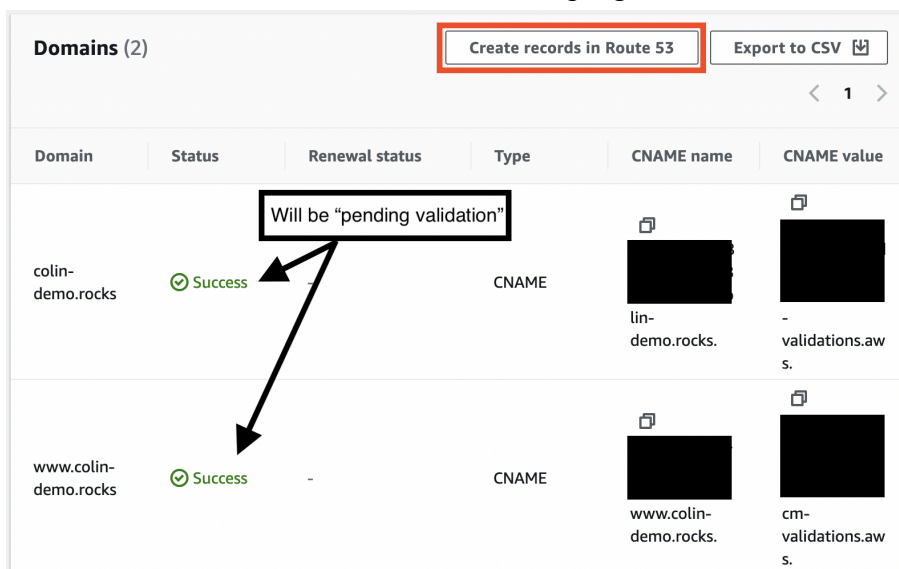 Domains (2)
Create records in Route 53
Export to CSV
1
Domain Status Renewal status Type CNAME name CNAME value
Will be “pending validation”
colin-
demo.rocks
Success
-
CNAME
lin-
demo.rocks.
-
validations.aw
s.
www.colin-
demo.rocks
Success
-
CNAME
www.colin-
demo.rocks.
cm-
validations.aw
s.